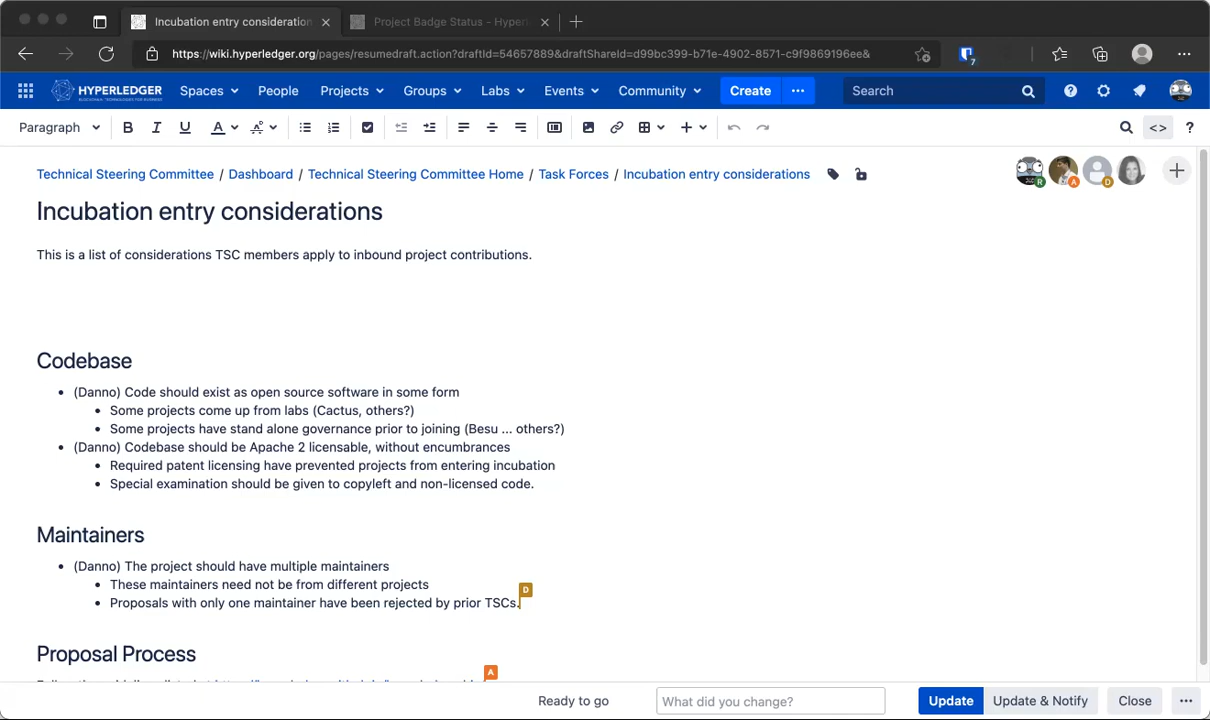 Incubation entry consideration
Project Badge Status - Hyperl
https://wiki.hyperledger.org/pages/resumedraft.action?draftId=54657889&draftShareId=d99bc399-b71e-4902-8571-c9f9869196ee&
7
HYPERLEDGER
BLOCKCHAIN TECHNOLOGIES FOR BUSINESS
Spaces
People
Projects
Groups
Labs
Events
Community
Create
Search
Paragraph
B I U A
Technical Steering Committee / Dashboard / Technical Steering Committee Home / Task Forces / Incubation entry considerations
R A D
Incubation entry considerations
This is a list of considerations TSC members apply to inbound project contributions.
Codebase
(Danno) Code should exist as open source software in some form
Some projects come up from labs (Cactus, others?)
Some projects have stand alone governance prior to joining (Besu ... others?)
(Danno) Codebase should be Apache 2 licensable, without encumbrances
Required patent licensing have prevented projects from entering incubation
Special examination should be given to copyleft and non-licensed code.
Maintainers
(Danno) The project should have multiple maintainers
These maintainers need not be from different projects
D
Proposals with only one maintainer have been rejected by prior TSCs.
Proposal Process
A
Ready to go
What did you change?
Update
Update & Notify
Close